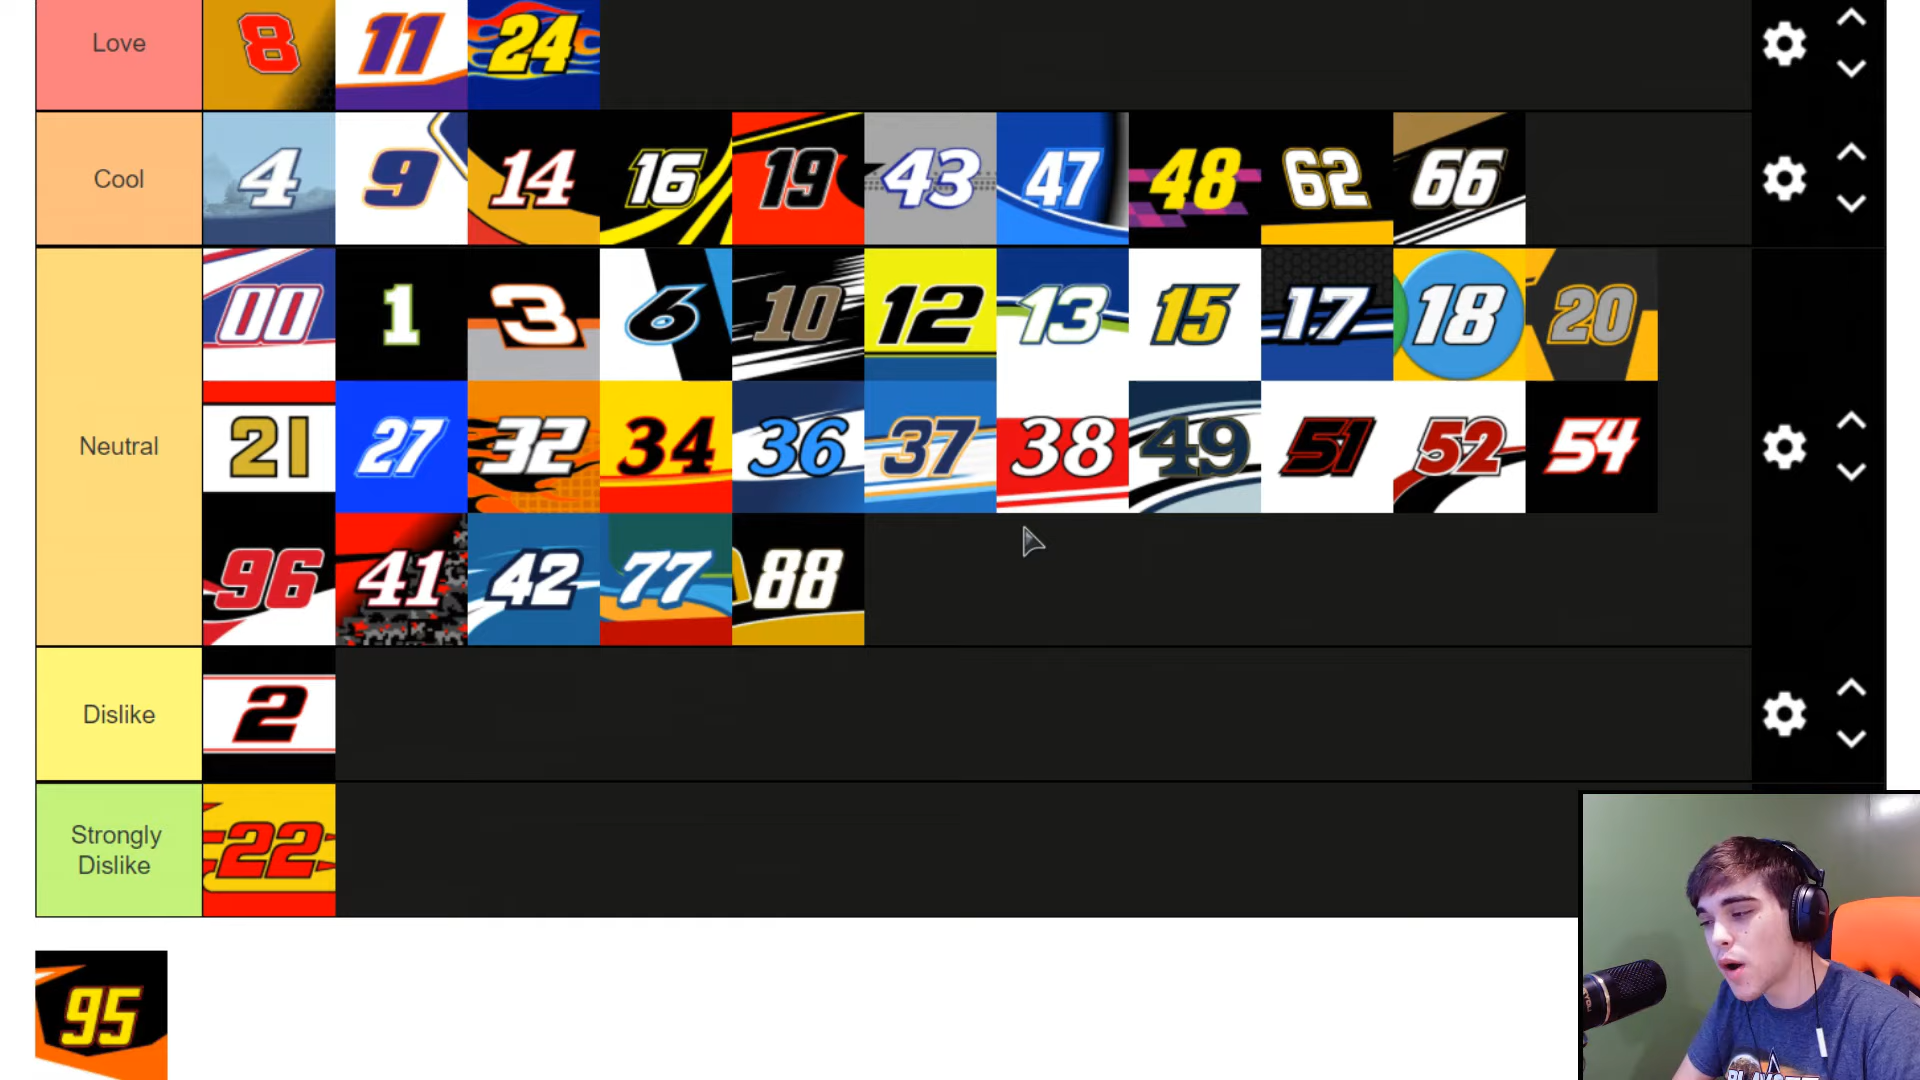 Love
8 11 24
Cool
4 9 14 16 19 43 47 48 62 66
Neutral
00 1 3 6 10 12 13 15 17 18 20
21 27 32 34 36 37 38 49 51 52 54
96 41 42 77 88
Dislike
2
Strongly
Dislike
22
95